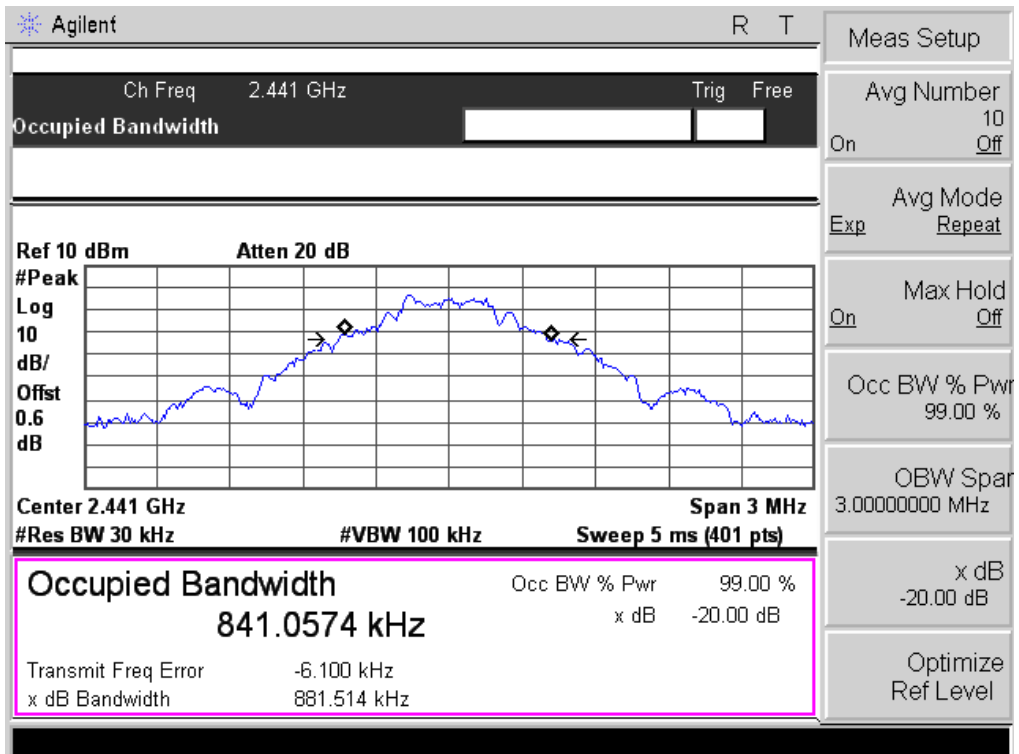 Agilent R T
Ch Freq 2.441 GHz Trig Free
Occupied Bandwidth
Ref 10 dBm Atten 20 dB
#Peak
Log
10
dB/
Offst
0.6
dB
Center 2.441 GHz Span 3 MHz
#Res BW 30 kHz #VBW 100 kHz Sweep 5 ms (401 pts)
Occupied Bandwidth
841.0574 kHz
Occ BW % Pwr 99.00 %
x dB -20.00 dB
Transmit Freq Error -6.100 kHz
x dB Bandwidth 881.514 kHz
Meas Setup
Avg Number
10
On Off
Avg Mode
Exp Repeat
Max Hold
On Off
Occ BW % Pwr
99.00 %
OBW Span
3.00000000 MHz
x dB
-20.00 dB
Optimize
Ref Level